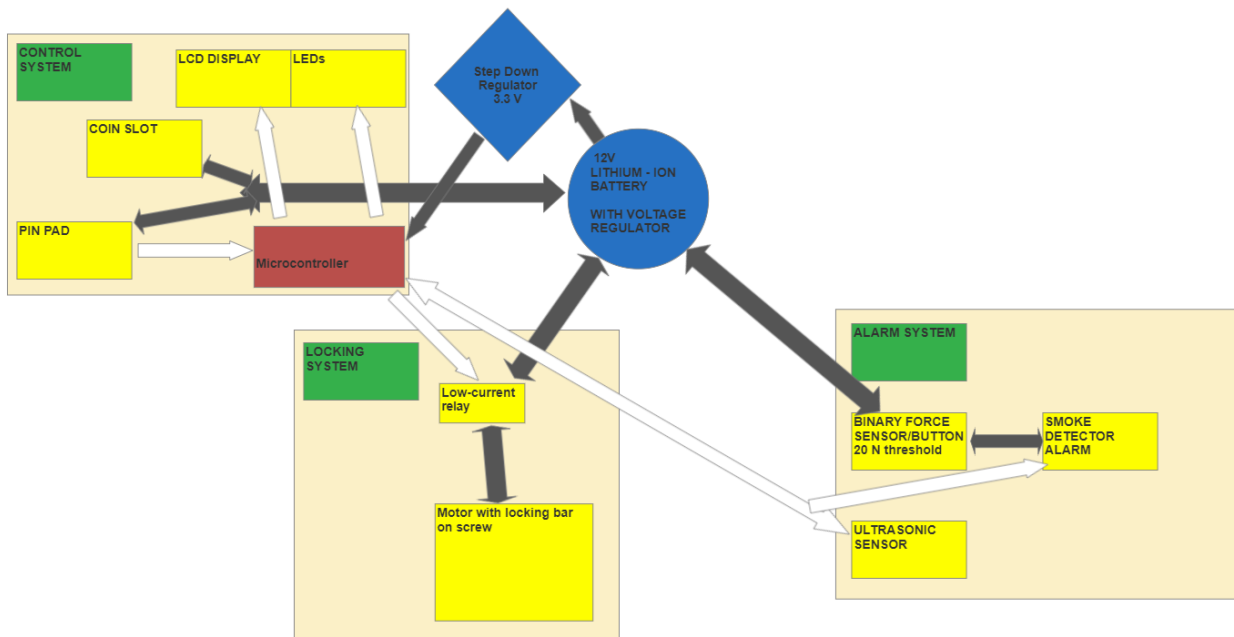 CONTROL
SYSTEM
LCD DISPLAY
LEDs
COIN SLOT
PIN PAD
Microcontroller
Step Down
Regulator
3.3 V
12V
LITHIUM - ION
BATTERY
WITH VOLTAGE
REGULATOR
LOCKING
SYSTEM
Low-current
relay
Motor with locking bar
on screw
ALARM SYSTEM
BINARY FORCE
SENSOR/BUTTON
20 N threshold
SMOKE
DETECTOR
ALARM
ULTRASONIC
SENSOR